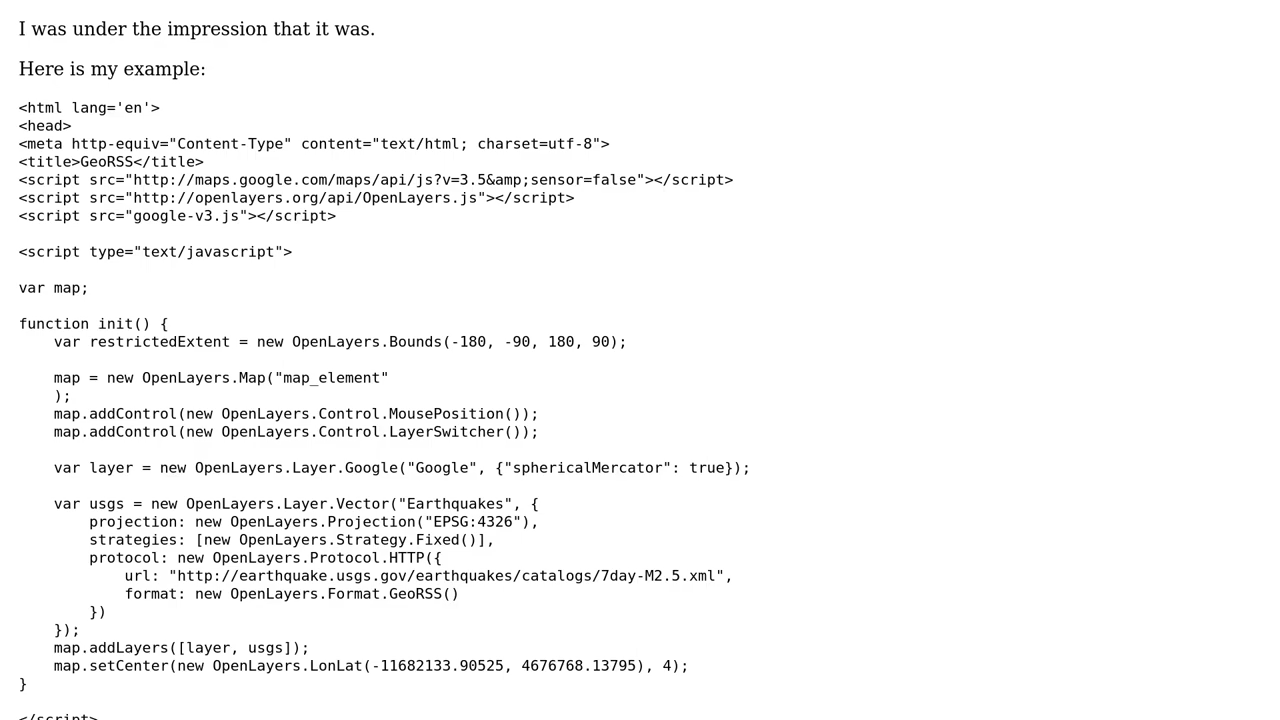 I was under the impression that it was.
Here is my example:
<html lang='en'>
<head>
<meta http-equiv="Content-Type" content="text/html; charset=utf-8">
<title>GeoRSS</title>
<script src="http://maps.google.com/maps/api/js?v=3.5&amp;sensor=false"></script>
<script src="http://openlayers.org/api/OpenLayers.js"></script>
<script src="google-v3.js"></script>

<script type="text/javascript">

var map;

function init() {
    var restrictedExtent = new OpenLayers.Bounds(-180, -90, 180, 90);

    map = new OpenLayers.Map("map_element"
    );
    map.addControl(new OpenLayers.Control.MousePosition());
    map.addControl(new OpenLayers.Control.LayerSwitcher());

    var layer = new OpenLayers.Layer.Google("Google", {"sphericalMercator": true});

    var usgs = new OpenLayers.Layer.Vector("Earthquakes", {
        projection: new OpenLayers.Projection("EPSG:4326"),
        strategies: [new OpenLayers.Strategy.Fixed()],
        protocol: new OpenLayers.Protocol.HTTP({
            url: "http://earthquake.usgs.gov/earthquakes/catalogs/7day-M2.5.xml",
            format: new OpenLayers.Format.GeoRSS()
        })
    });
    map.addLayers([layer, usgs]);
    map.setCenter(new OpenLayers.LonLat(-11682133.90525, 4676768.13795), 4);
}

</script>